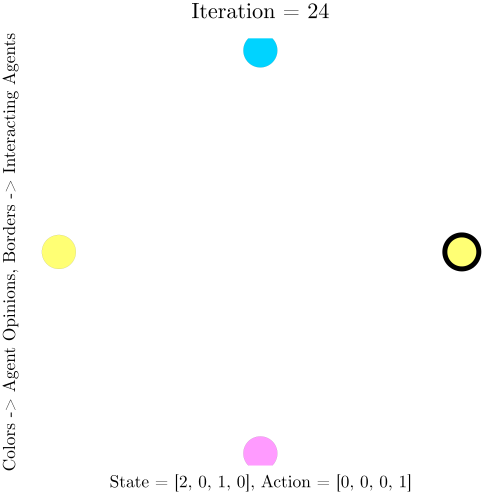 Iteration = 24
Colors -> Agent Opinions, Borders -> Interacting Agents
State = [2, 0, 1, 0], Action = [0, 0, 0, 1]